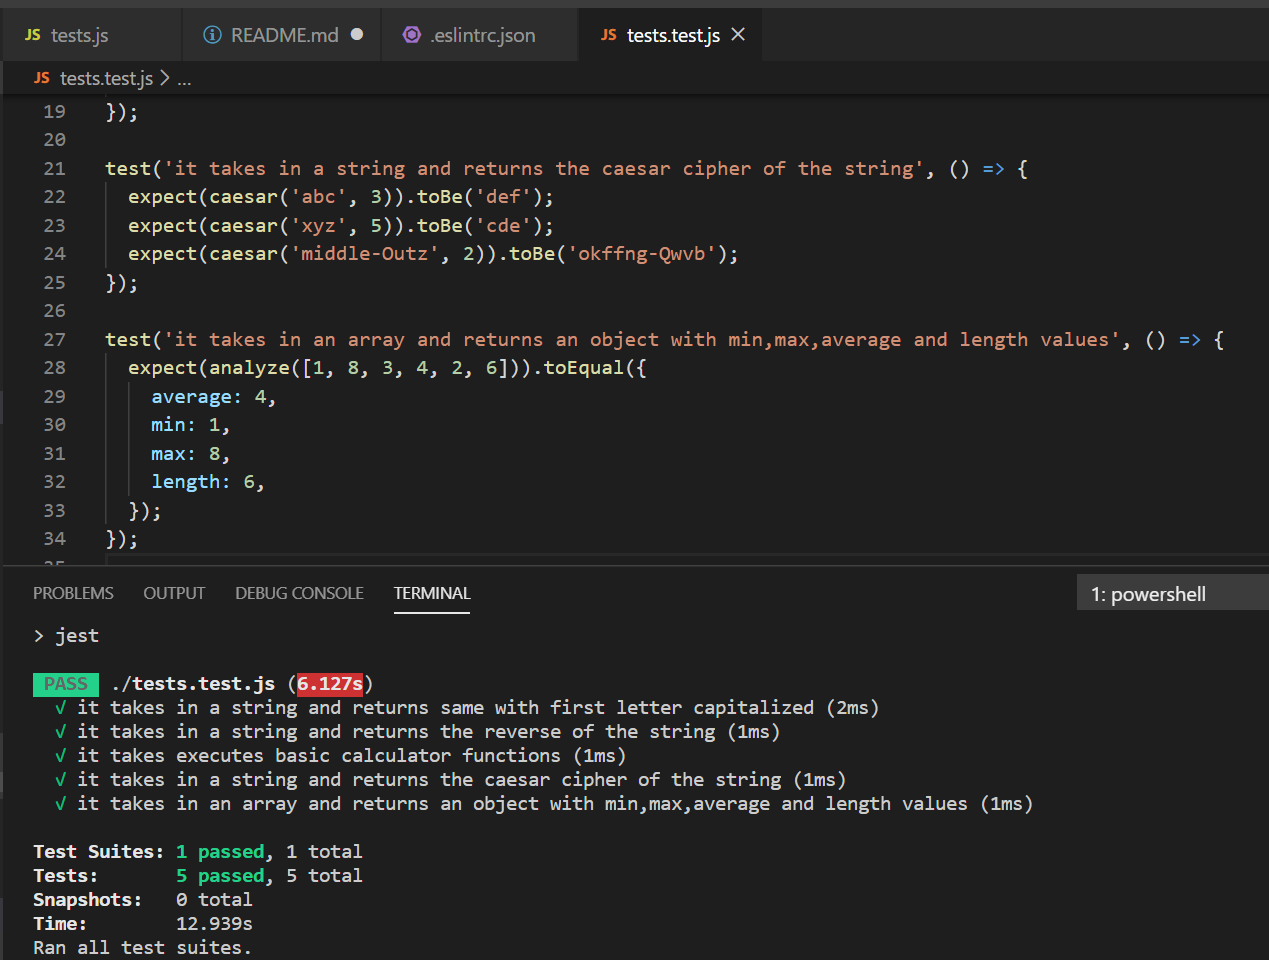 JS tests.js README.md .eslintrc.json JS tests.test.js
JS tests.test.js > ...
19 });
20
21 test('it takes in a string and returns the caesar cipher of the string', () => {
22 expect(caesar('abc', 3)).toBe('def');
23 expect(caesar('xyz', 5)).toBe('cde');
24 expect(caesar('middle-Outz', 2)).toBe('okffng-Qwvb');
25 });
26
27 test('it takes in an array and returns an object with min,max,average and length values', () => {
28 expect(analyze([1, 8, 3, 4, 2, 6])).toEqual({
29 average: 4,
30 min: 1,
31 max: 8,
32 length: 6,
33 });
34 });
35
PROBLEMS OUTPUT DEBUG CONSOLE TERMINAL 1: powershell
> jest
PASS ./tests.test.js (6.127s)
√ it takes in a string and returns same with first letter capitalized (2ms)
√ it takes in a string and returns the reverse of the string (1ms)
√ it takes executes basic calculator functions (1ms)
√ it takes in a string and returns the caesar cipher of the string (1ms)
√ it takes in an array and returns an object with min,max,average and length values (1ms)
Test Suites: 1 passed, 1 total
Tests: 5 passed, 5 total
Snapshots: 0 total
Time: 12.939s
Ran all test suites.